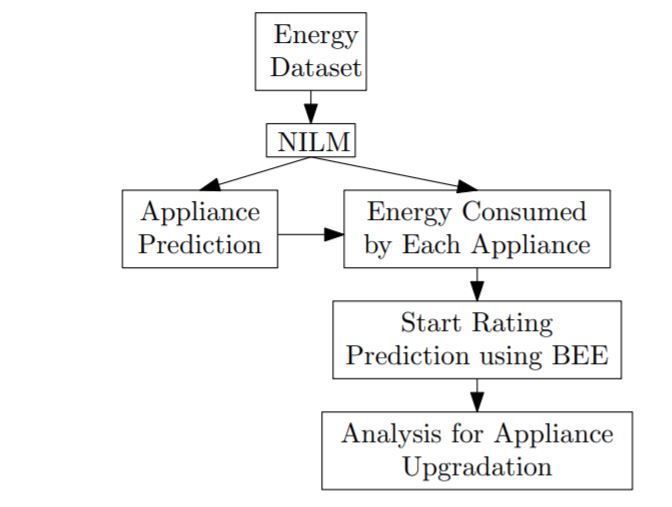 Energy
Dataset
NILM
Appliance
Prediction
Energy Consumed
by Each Appliance
Start Rating
Prediction using BEE
Analysis for Appliance
Upgradation